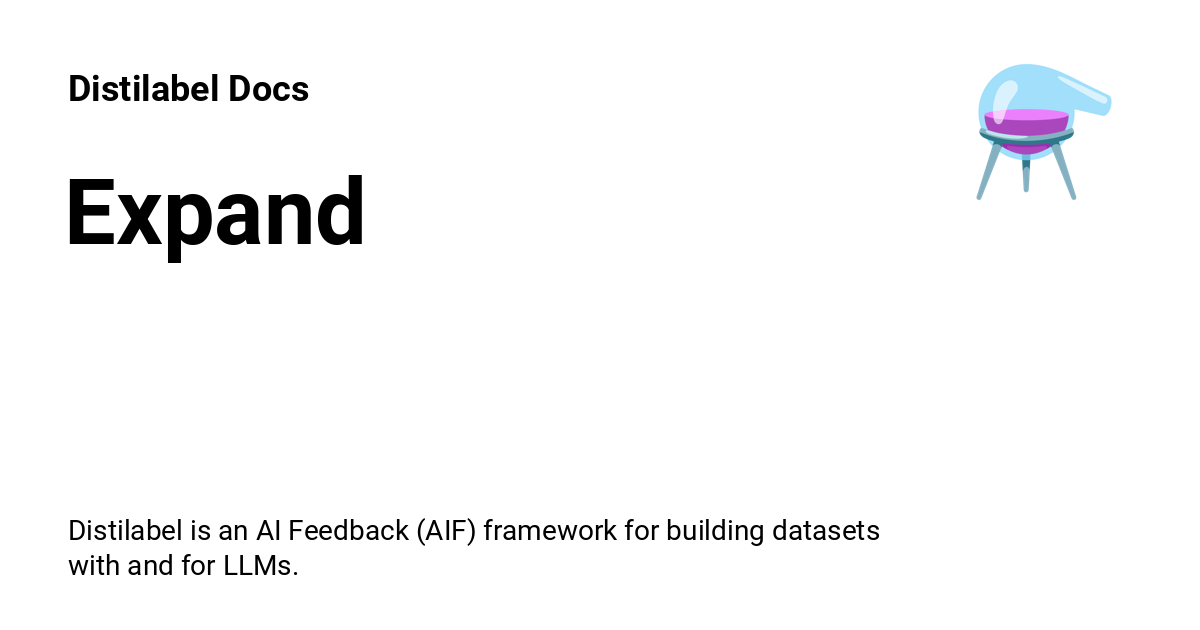 Distilabel Docs
Expand
Distilabel is an AI Feedback (AIF) framework for building datasets
with and for LLMs.